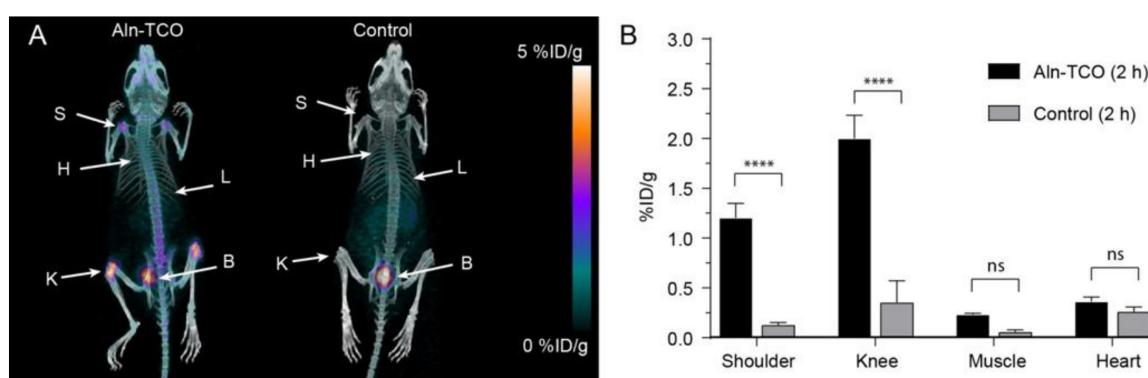 A
Aln-TCO
Control
5 %ID/g
S
S
H
H
L
L
K
B
K
B
0 %ID/g
B
3.0
2.5
2.0
1.5
1.0
0.5
0.0
%ID/g
Aln-TCO (2 h)
Control (2 h)
****
****
ns
ns
Shoulder
Knee
Muscle
Heart